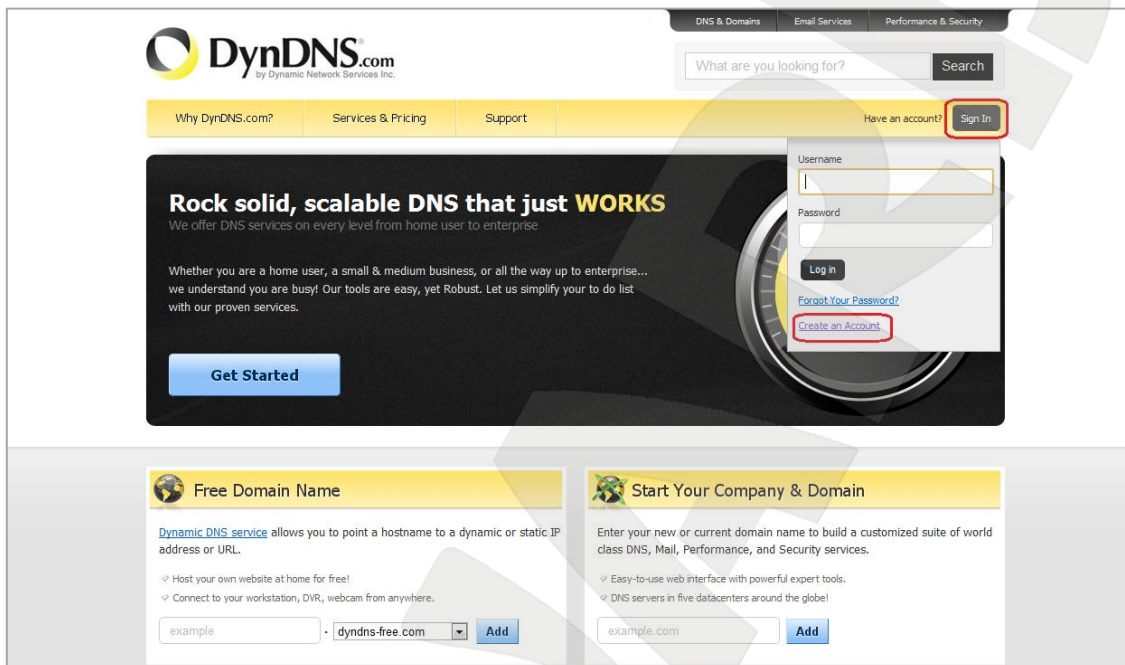 DNS & Domains Email Services Performance & Security
DynDNS.com
by Dynamic Network Services Inc.
What are you looking for? Search
Why DynDNS.com? Services & Pricing Support Have an account? Sign In
Username
Password
Log in
Forgot Your Password?
Create an Account
Rock solid, scalable DNS that just WORKS
We offer DNS services on every level from home user to enterprise
Whether you are a home user, a small & medium business, or all the way up to enterprise...
we understand you are busy! Our tools are easy, yet Robust. Let us simplify your to do list
with our proven services.
Get Started
Free Domain Name
Dynamic DNS service allows you to point a hostname to a dynamic or static IP
address or URL.
Host your own website at home for free!
Connect to your workstation, DVR, webcam from anywhere.
example . dyndns-free.com Add
Start Your Company & Domain
Enter your new or current domain name to build a customized suite of world
class DNS, Mail, Performance, and Security services.
Easy-to-use web interface with powerful expert tools.
DNS servers in five datacenters around the globe!
example.com Add